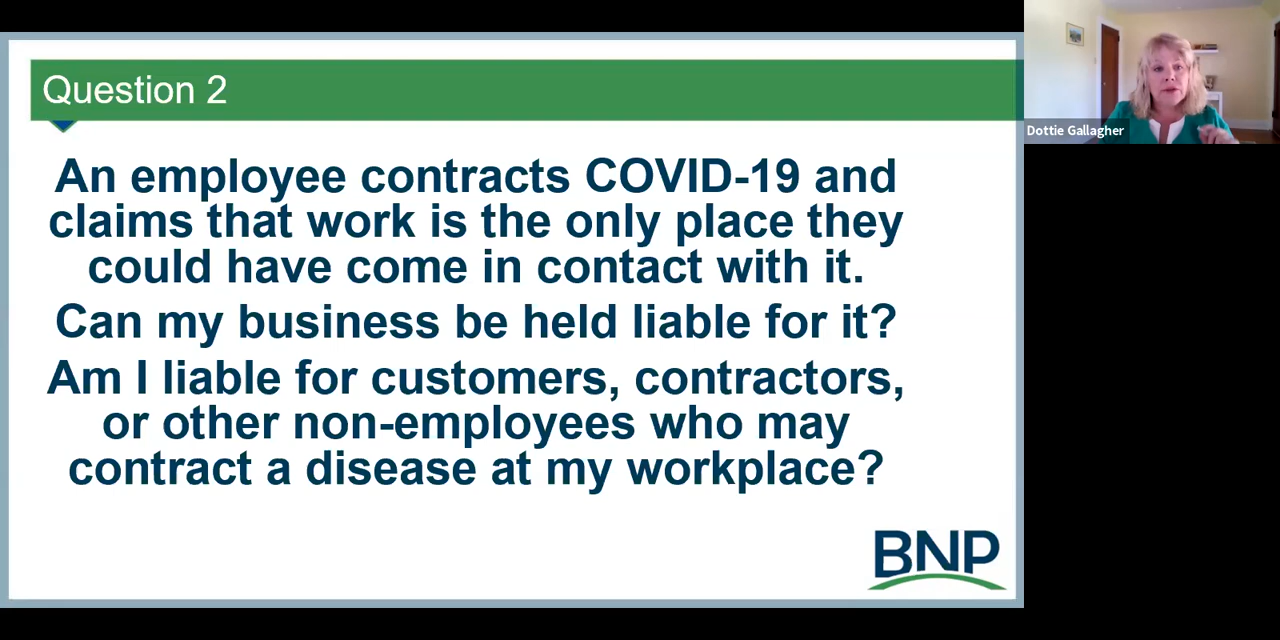 Question 2
An employee contracts COVID-19 and
claims that work is the only place they
could have come in contact with it.
Can my business be held liable for it?
Am I liable for customers, contractors,
or other non-employees who may
contract a disease at my workplace?
BNP
Dottie Gallagher